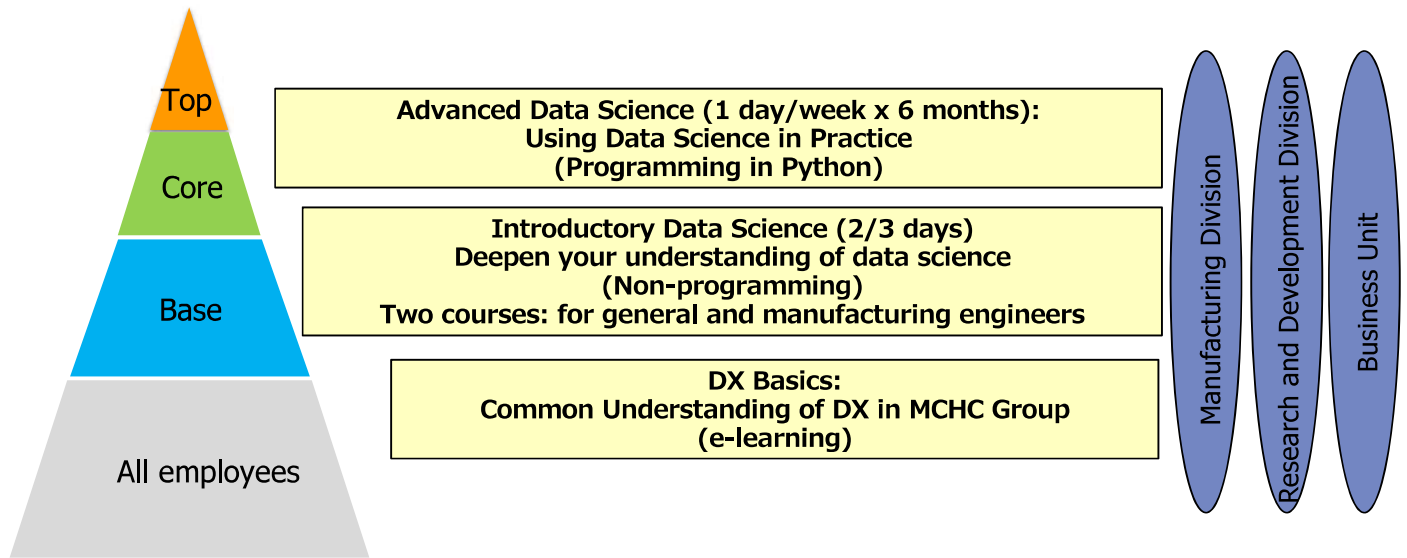 Top
Core
Base
All employees
Advanced Data Science (1 day/week x 6 months):
Using Data Science in Practice
(Programming in Python)
Introductory Data Science (2/3 days)
Deepen your understanding of data science
(Non-programming)
Two courses: for general and manufacturing engineers
DX Basics:
Common Understanding of DX in MCHC Group
(e-learning)
Manufacturing Division
Research and Development Division
Business Unit